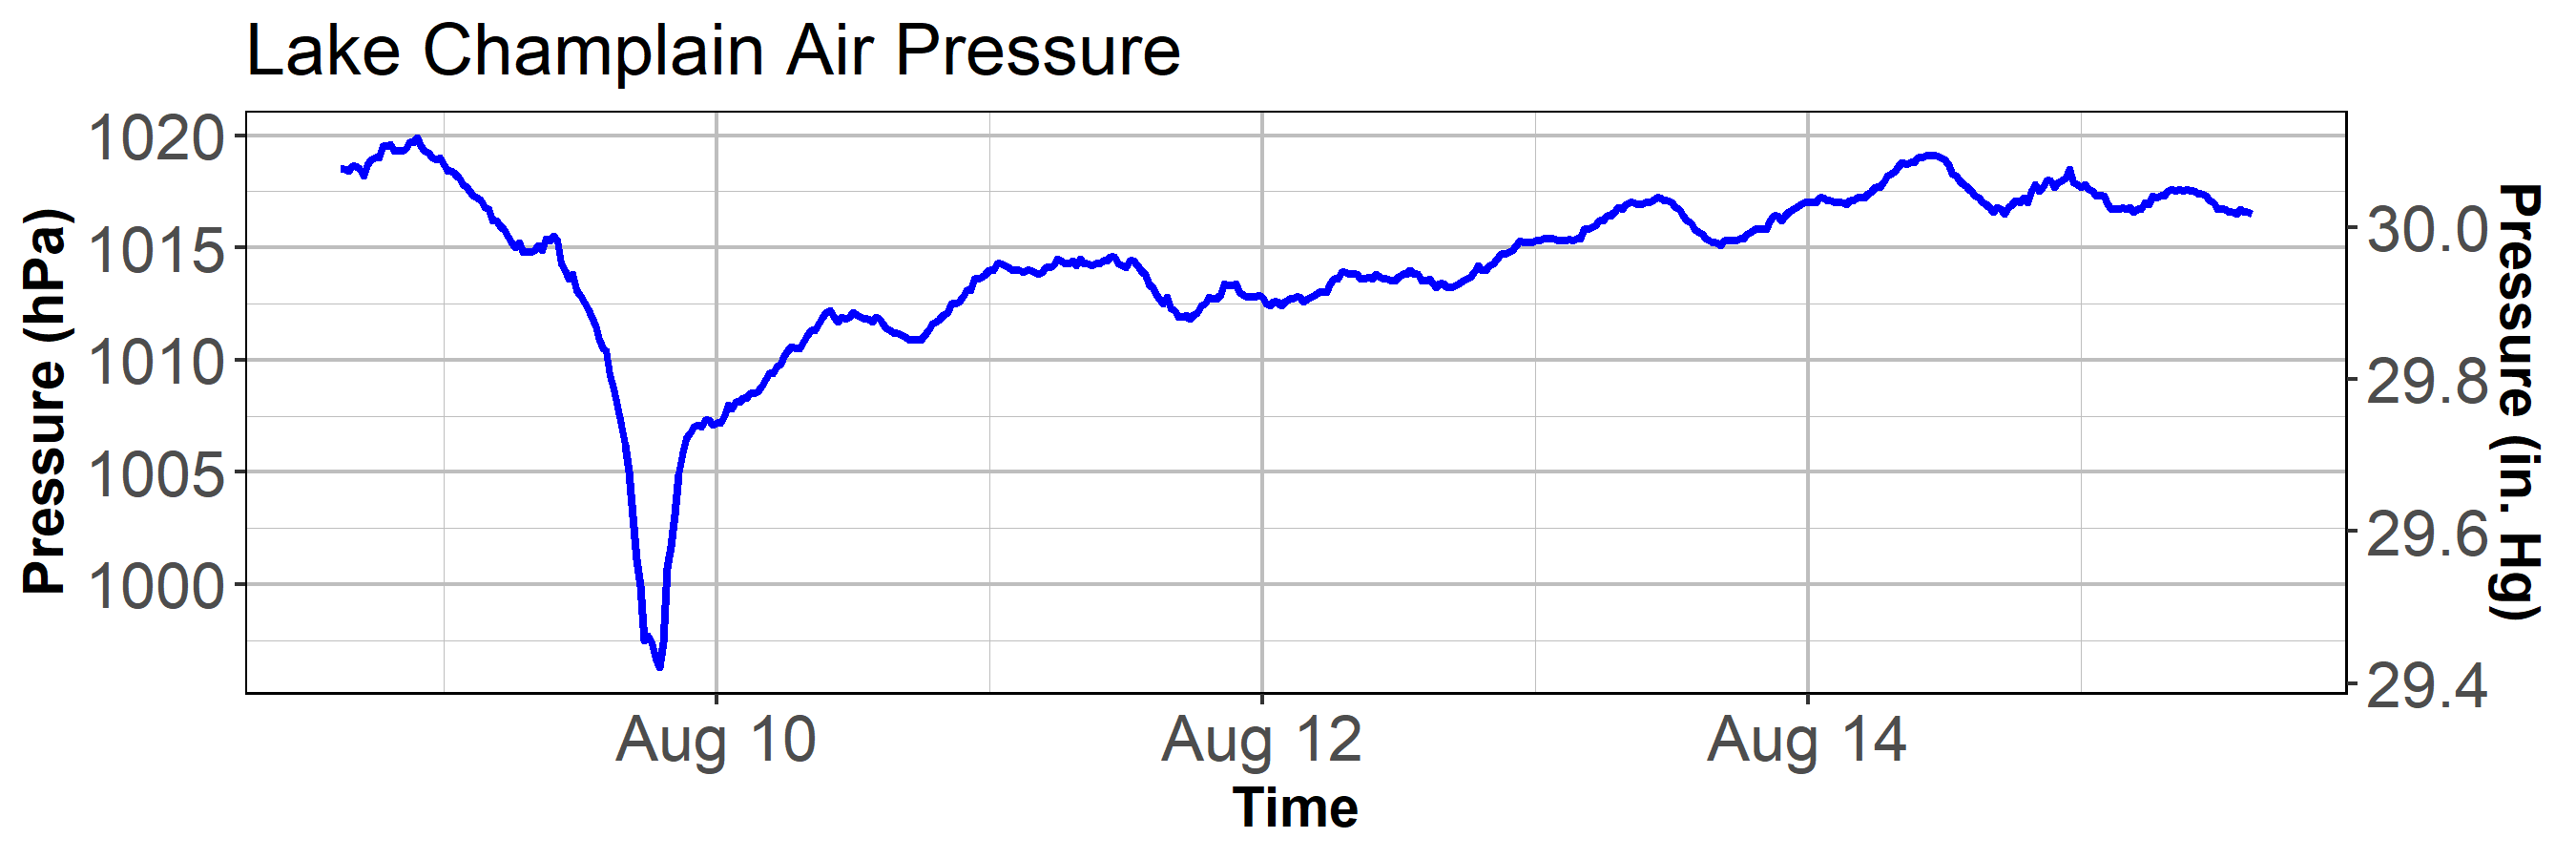 Lake Champlain Air Pressure
Pressure (hPa)
1020
1015
1010
1005
1000
30.0
29.8
29.6
29.4
Pressure (in. Hg)
Aug 10 Aug 12 Aug 14
Time